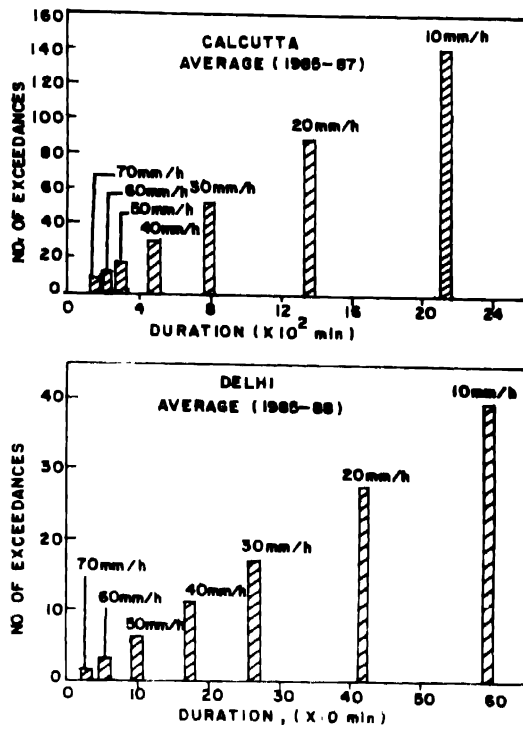 160
CALCUTTA
AVERAGE (1985-87)
10mm/h
140
120
100
20mm/h
80
70mm/h
60mm/h
30mm/h
60
50mm/h
40mm/h
40
20
0
NO. OF EXCEEDANCES
0 4 8 12 16 20 24
DURATION (X10² min)
DELHI
AVERAGE (1985-88)
10mm/h
40
30
20mm/h
20
30mm/h
70mm/h
60mm/h
40mm/h
10
50mm/h
0
NO OF EXCEEDANCES
0 10 20 30 40 50 60
DURATION, (X·0 min)